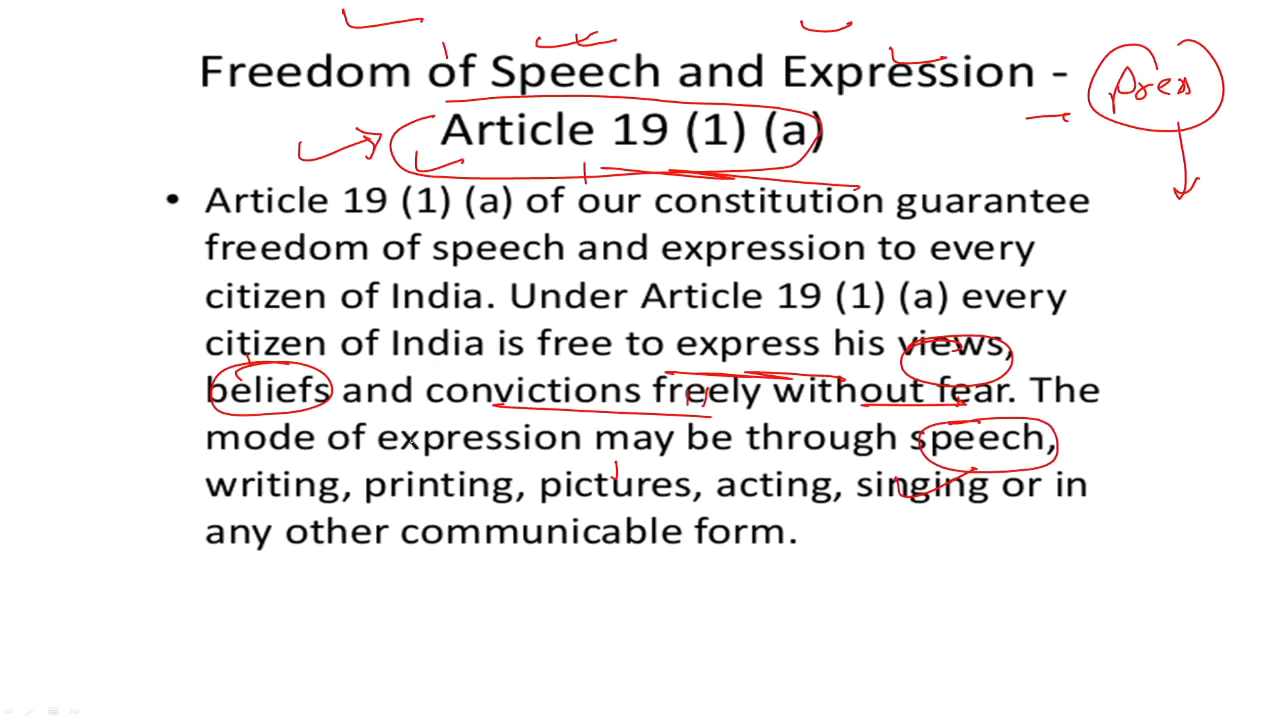 Freedom of Speech and Expression -
Press
Article 19 (1) (a)
• Article 19 (1) (a) of our constitution guarantee
freedom of speech and expression to every
citizen of India. Under Article 19 (1) (a) every
citizen of India is free to express his views,
beliefs and convictions freely without fear. The
mode of expression may be through speech,
writing, printing, pictures, acting, singing or in
any other communicable form.